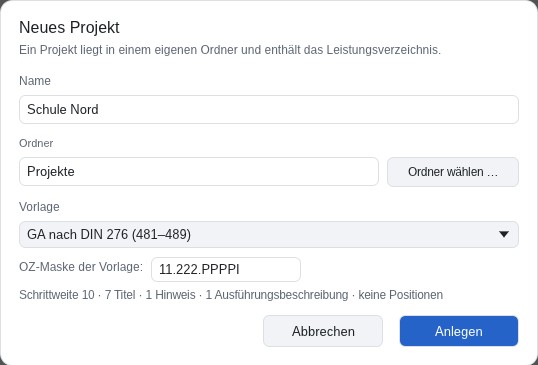 Neues Projekt
Ein Projekt liegt in einem eigenen Ordner und enthält das Leistungsverzeichnis.
Name
Schule Nord
Ordner
Projekte
Ordner wählen …
Vorlage
GA nach DIN 276 (481–489)
OZ-Maske der Vorlage: 11.222.PPPPI
Schrittweite 10 · 7 Titel · 1 Hinweis · 1 Ausführungsbeschreibung · keine Positionen
Abbrechen
Anlegen